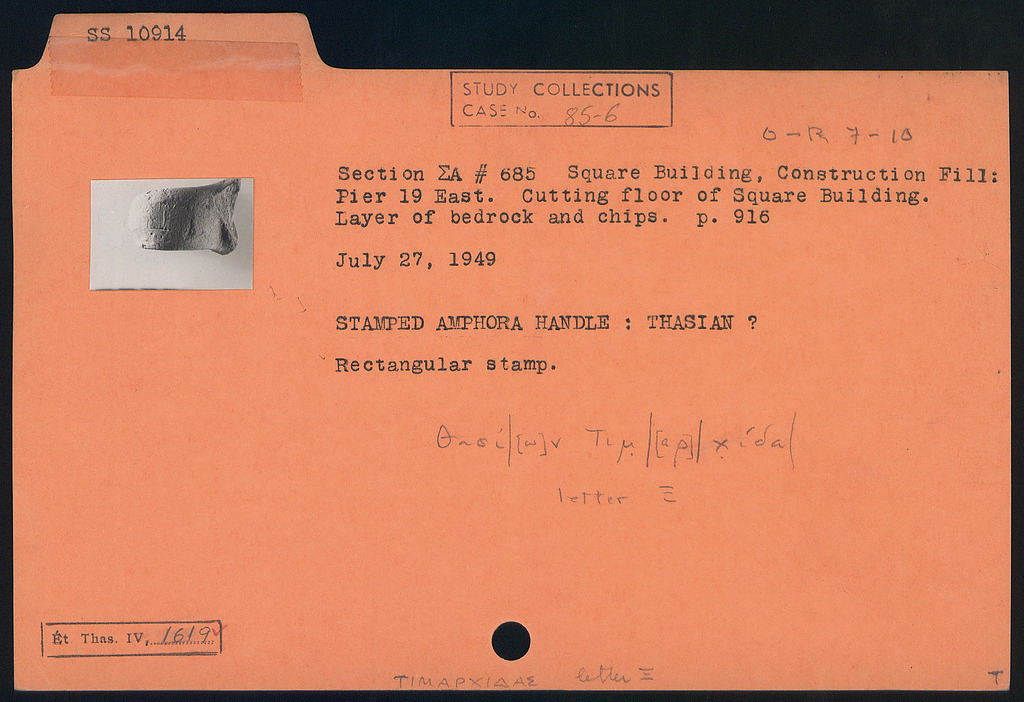 SS 10914
STUDY COLLECTIONS
CASE No. 85-6
O-R 7-10
Section ΣA # 685 Square Building, Construction Fill:
Pier 19 East. Cutting floor of Square Building.
Layer of bedrock and chips. p. 916
July 27, 1949
STAMPED AMPHORA HANDLE : THASIAN ?
Rectangular stamp.
Θασί|[ω]ν Τιμ|[αρ]|χίδα|
letter Ξ
Ét Thas. IV, 1619
ΤΙΜΑΡΧΙΔΑΣ letter Ξ
T